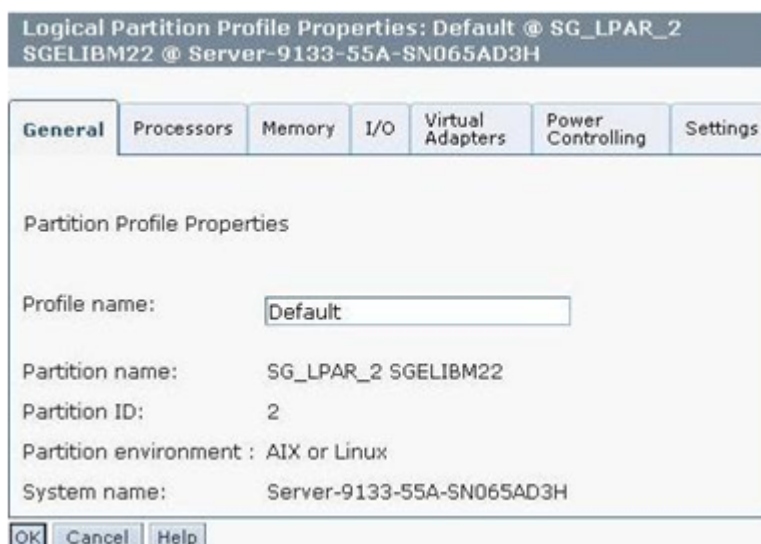 Logical Partition Profile Properties: Default @ SG_LPAR_2
SGELIBM22 @ Server-9133-55A-SN065AD3H
General
Processors
Memory
I/O
Virtual
Adapters
Power
Controlling
Settings
Partition Profile Properties
Profile name:
Default
Partition name: SG_LPAR_2 SGELIBM22
Partition ID: 2
Partition environment : AIX or Linux
System name: Server-9133-55A-SN065AD3H
OK Cancel Help